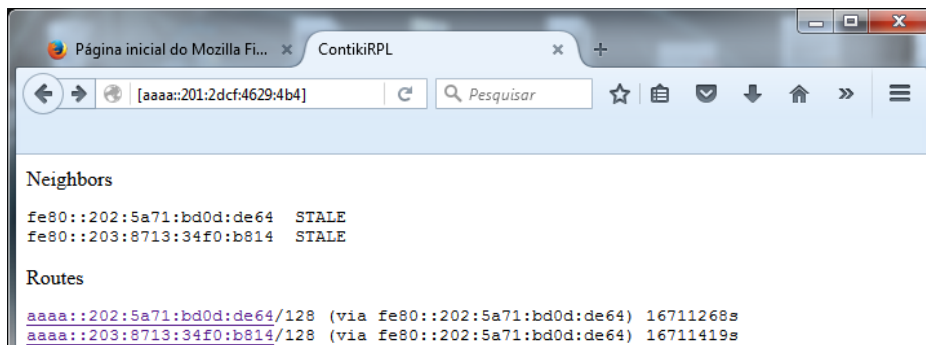 Página inicial do Mozilla Fi...
ContikiRPL
[aaaa::201:2dcf:4629:4b4]
Pesquisar
Neighbors
fe80::202:5a71:bd0d:de64 STALE
fe80::203:8713:34f0:b814 STALE
Routes
aaaa::202:5a71:bd0d:de64/128 (via fe80::202:5a71:bd0d:de64) 16711268s
aaaa::203:8713:34f0:b814/128 (via fe80::202:5a71:bd0d:de64) 16711419s